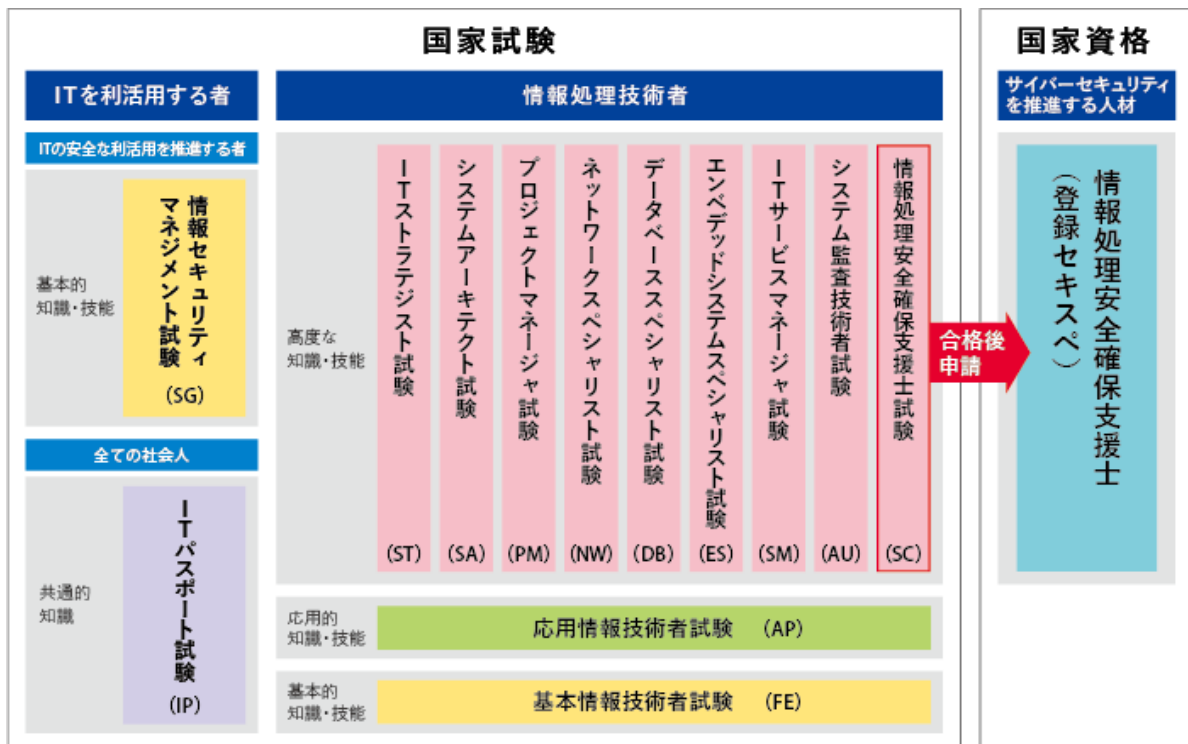 国家試験
国家資格
ITを利活用する者
情報処理技術者
サイバーセキュリティ
を推進する人材
ITの安全な利活用を推進する者
基本的
知識・技能
情報セキュリティ
マネジメント試験
(SG)
全ての社会人
共通的
知識
ITパスポート試験
(IP)
高度な
知識・技能
ITストラテジスト試験
(ST)
システムアーキテクト試験
(SA)
プロジェクトマネージャ試験
(PM)
ネットワークスペシャリスト試験
(NW)
データベーススペシャリスト試験
(DB)
エンベデッドシステムスペシャリスト試験
(ES)
ITサービスマネージャ試験
(SM)
システム監査技術者試験
(AU)
情報処理安全確保支援士試験
(SC)
合格後
申請
情報処理安全確保支援士
(登録セキスペ)
応用的
知識・技能
応用情報技術者試験 (AP)
基本的
知識・技能
基本情報技術者試験 (FE)